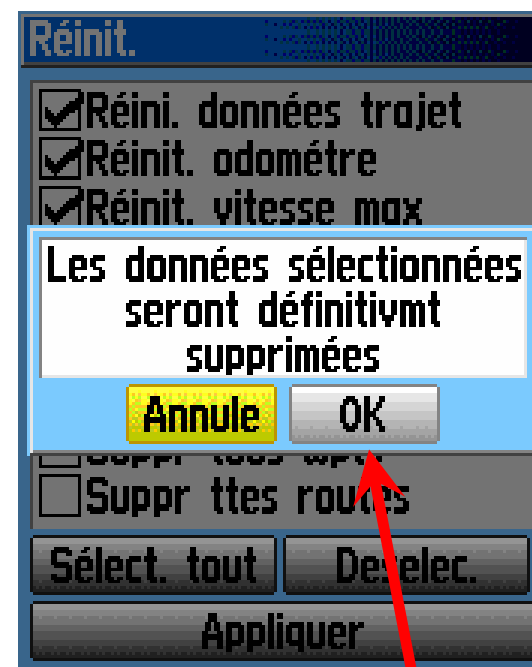 Réinit.
Réini. données trajet
Réinit. odométre
Réinit. vitesse max
Les données sélectionnées
seront définitivmt
supprimées
Annule OK
Suppr ttes routes
Sélect. tout Deselec.
Appliquer